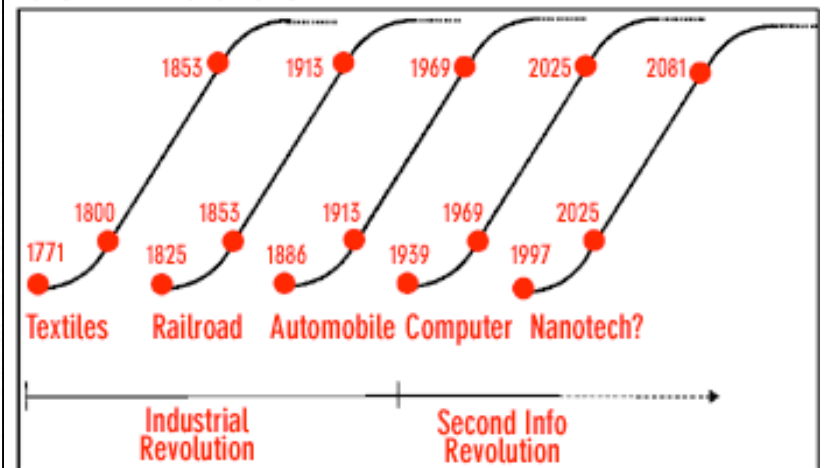 1853 1913 1969 2025 2081
1800 1853 1913 1969 2025
1771 1825 1886 1939 1997
Textiles Railroad Automobile Computer Nanotech?
Industrial
Revolution
Second Info
Revolution